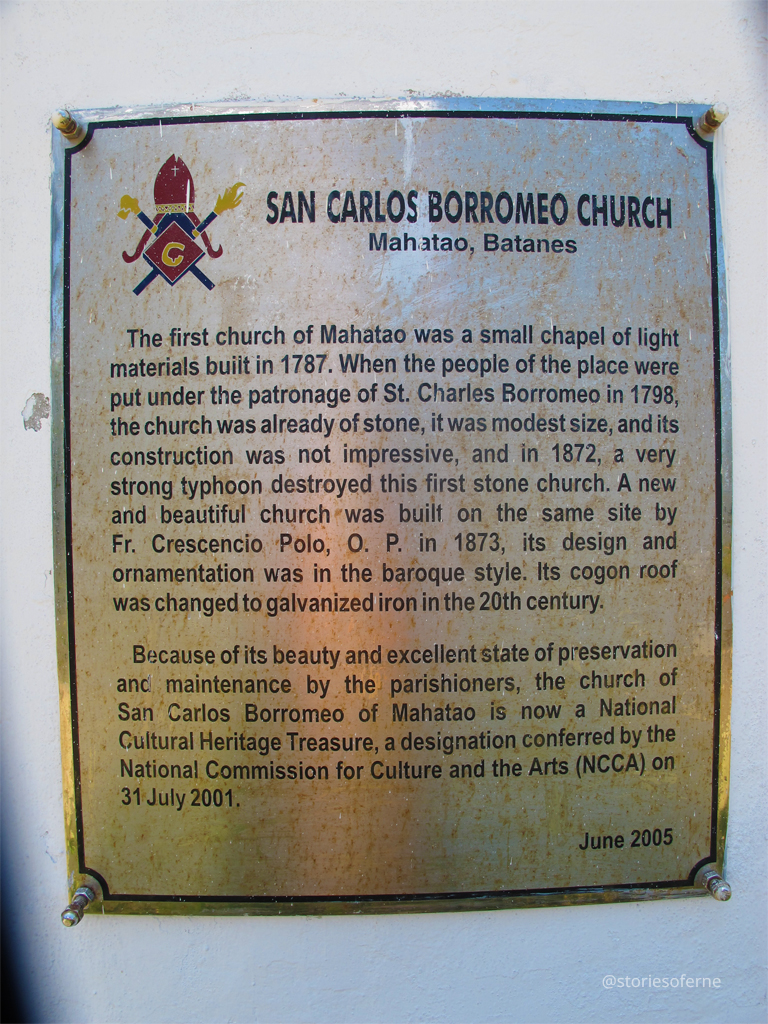 SAN CARLOS BORROMEO CHURCH
Mahatao, Batanes
The first church of Mahatao was a small chapel of light
materials built in 1787. When the people of the place were
put under the patronage of St. Charles Borromeo in 1798,
the church was already of stone, it was modest size, and its
construction was not impressive, and in 1872, a very
strong typhoon destroyed this first stone church. A new
and beautiful church was built on the same site by
Fr. Crescencio Polo, O. P. in 1873, its design and
ornamentation was in the baroque style. Its cogon roof
was changed to galvanized iron in the 20th century.
Because of its beauty and excellent state of preservation
and maintenance by the parishioners, the church of
San Carlos Borromeo of Mahatao is now a National
Cultural Heritage Treasure, a designation conferred by the
National Commission for Culture and the Arts (NCCA) on
31 July 2001.
June 2005
@storiesoferne